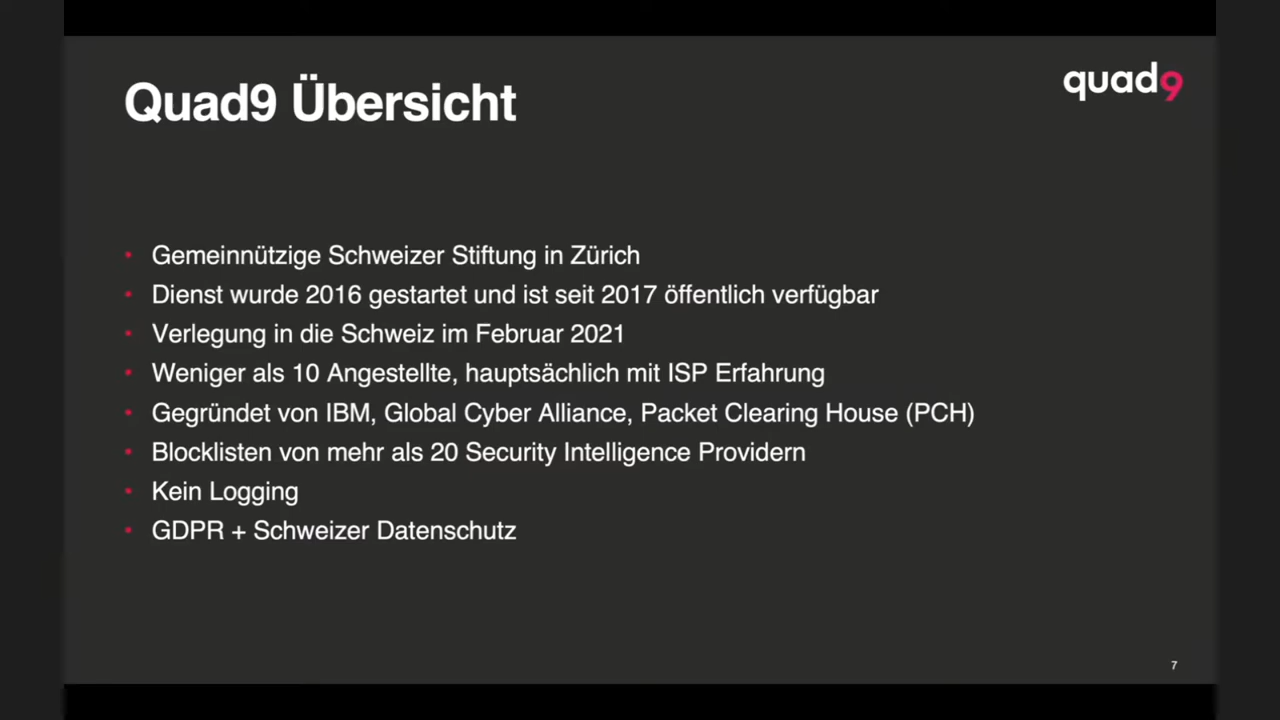 Quad9 Übersicht
quad9
Gemeinnützige Schweizer Stiftung in Zürich
Dienst wurde 2016 gestartet und ist seit 2017 öffentlich verfügbar
Verlegung in die Schweiz im Februar 2021
Weniger als 10 Angestellte, hauptsächlich mit ISP Erfahrung
Gegründet von IBM, Global Cyber Alliance, Packet Clearing House (PCH)
Blocklisten von mehr als 20 Security Intelligence Providern
Kein Logging
GDPR + Schweizer Datenschutz
7